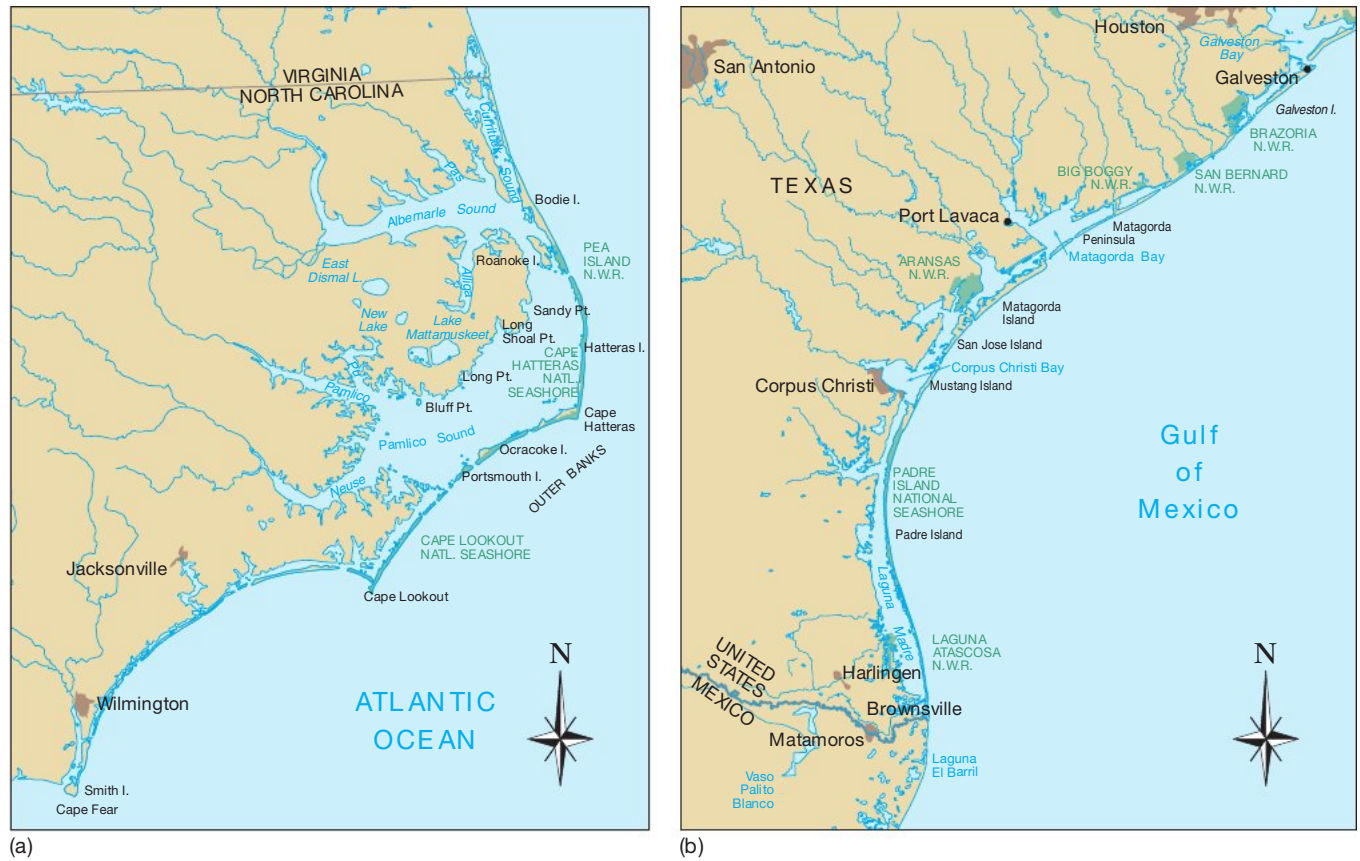 VIRGINIA
NORTH CAROLINA
Currituck Sound
Pas
Albemarle Sound
Bodie I.
Roanoke I.
PEA
ISLAND
N.W.R.
East
Dismal L.
Alliga
New
Lake
Lake
Mattamuskeet
Sandy Pt.
Long
Shoal Pt.
Hatteras I.
CAPE
HATTERAS
NATL.
SEASHORE
Long Pt.
Pamlico
Bluff Pt.
Cape
Hatteras
Pamlico Sound
Ocracoke I.
Portsmouth I.
OUTER BANKS
Neuse
CAPE LOOKOUT
NATL. SEASHORE
Jacksonville
Cape Lookout
Wilmington
ATLANTIC
OCEAN
N
Smith I.
Cape Fear
(a)
Houston
Galveston
Bay
San Antonio
Galveston
Galveston I.
BRAZORIA
N.W.R.
BIG BOGGY
N.W.R.
SAN BERNARD
N.W.R.
TEXAS
Port Lavaca
Matagorda
Peninsula
Matagorda Bay
ARANSAS
N.W.R.
Matagorda
Island
San Jose Island
Corpus Christi Bay
Corpus Christi
Mustang Island
Gulf
of
Mexico
PADRE
ISLAND
NATIONAL
SEASHORE
Padre Island
Laguna Madre
LAGUNA
ATASCOSA
N.W.R.
UNITED STATES
MEXICO
Harlingen
Brownsville
Matamoros
Laguna
El Barril
Vaso
Palito
Blanco
N
(b)